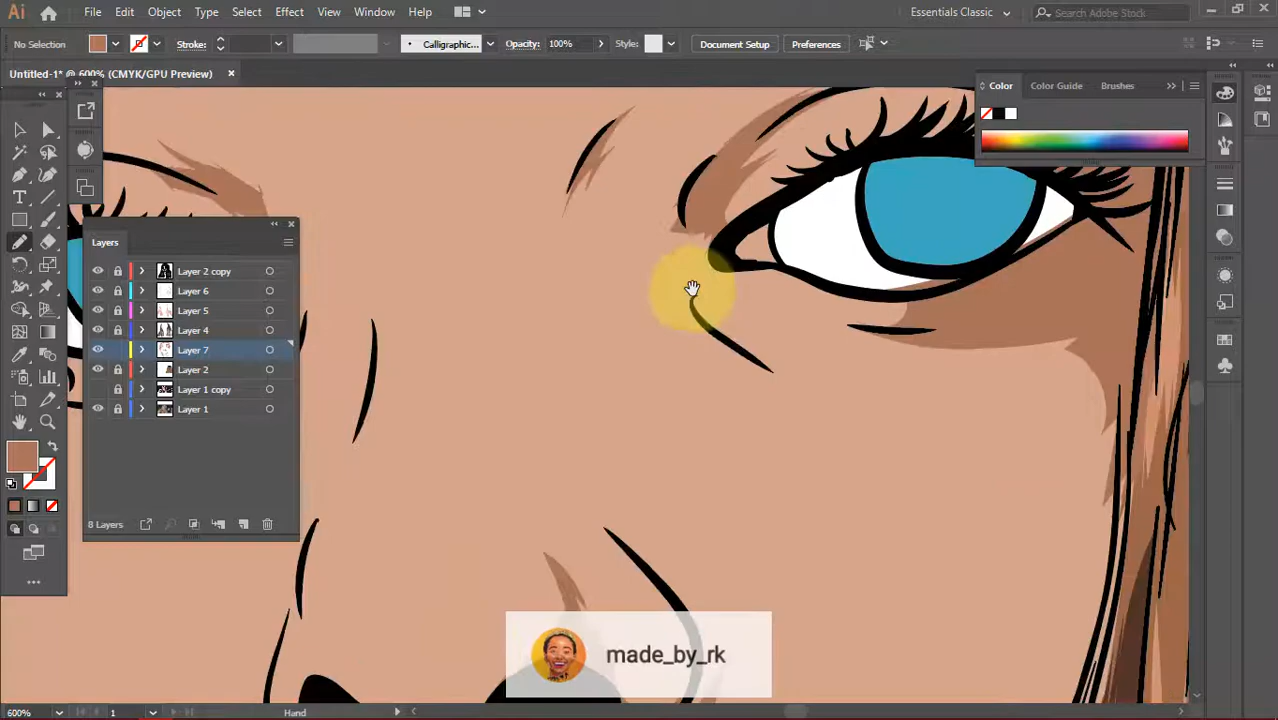 Ai File Edit Object Type Select Effect View Window Help Essentials Classic Search Adobe Stock
No Selection Stroke: Calligraphic... Opacity: 100% Style: Document Setup Preferences
Untitled-1* @ 600% (CMYK/GPU Preview)
Color Color Guide Brushes
Layers
Layer 2 copy
Layer 6
Layer 5
Layer 4
Layer 7
Layer 2
Layer 1 copy
Layer 1
8 Layers
made_by_rk
600% 1 Hand